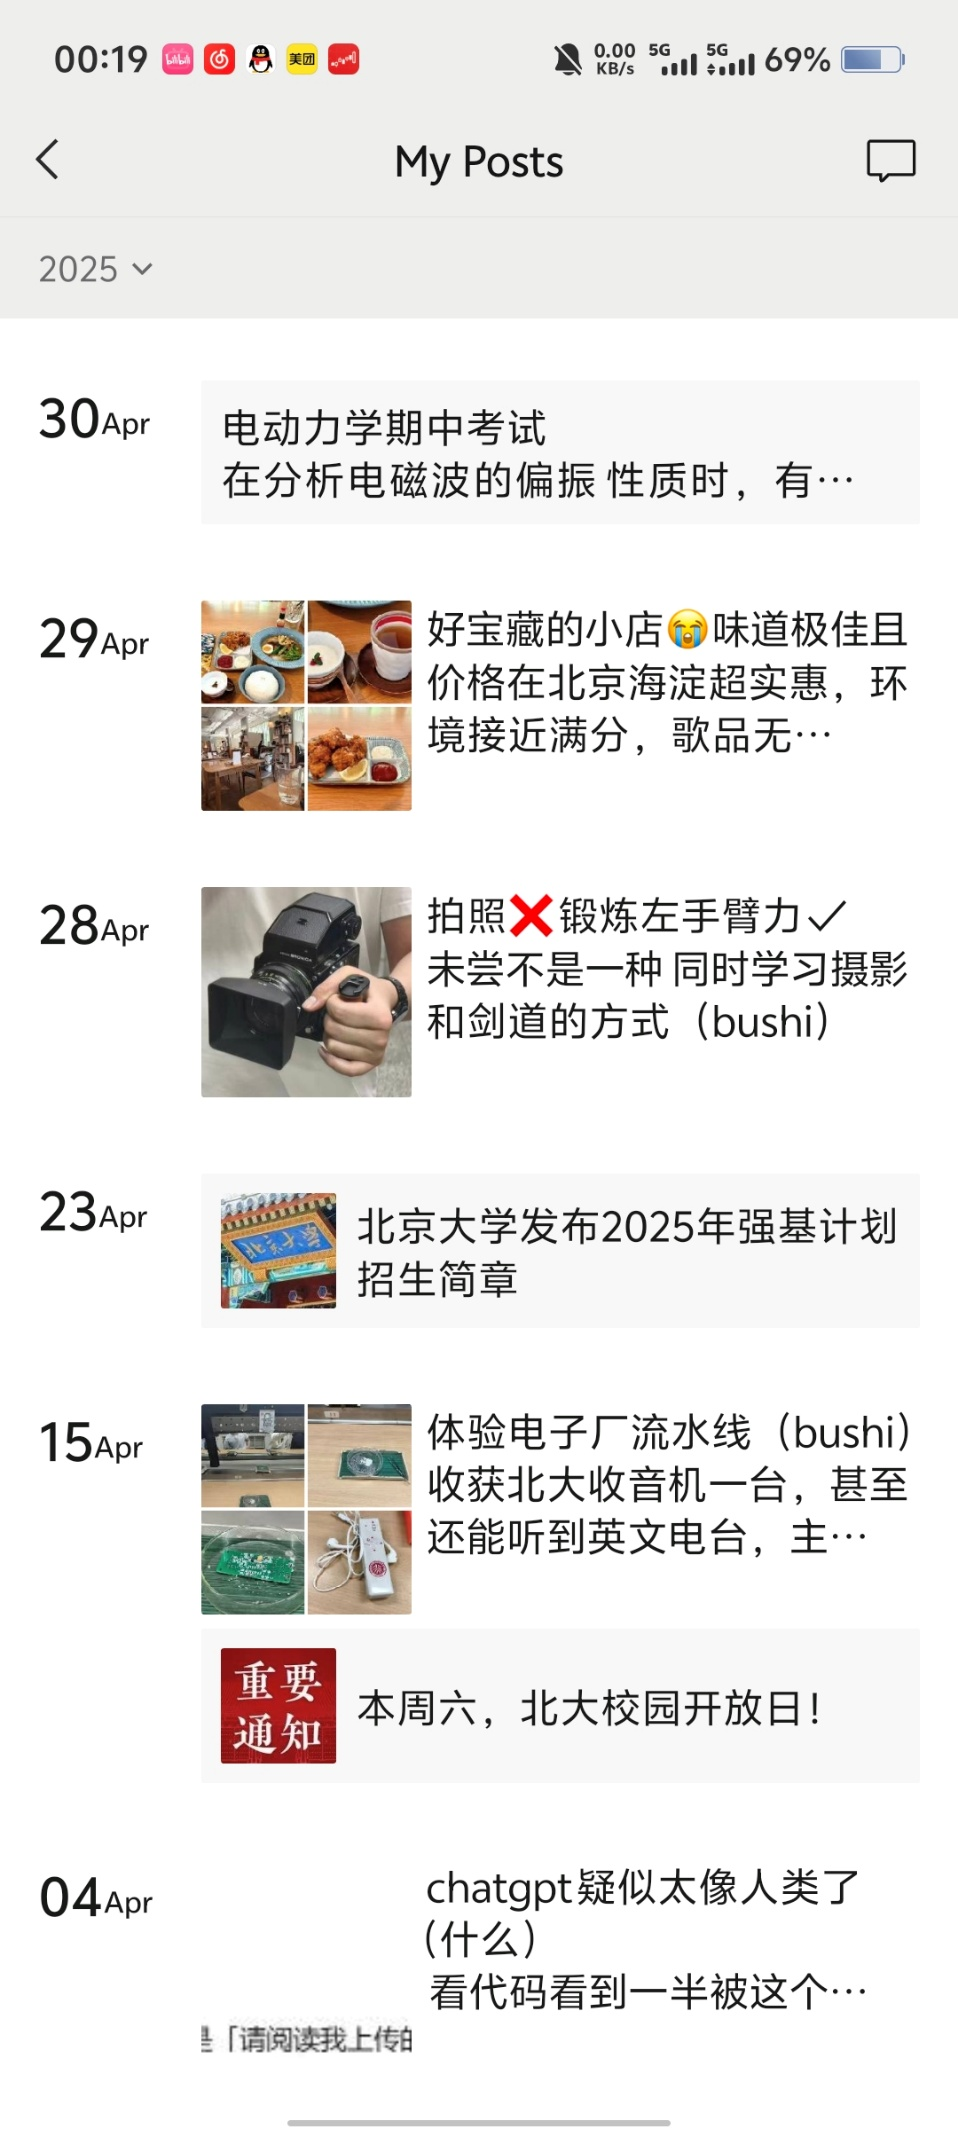 00:19
bilibili
美团
0.00
KB/s
5G
5G
69%
My Posts
2025
30Apr
电动力学期中考试
在分析电磁波的偏振 性质时，有…
29Apr
好宝藏的小店😭味道极佳且
价格在北京海淀超实惠，环
境接近满分，歌品无…
28Apr
BRONICA
拍照❌锻炼左手臂力✓
未尝不是一种 同时学习摄影
和剑道的方式（bushi）
23Apr
北京大学发布2025年强基计划
招生简章
15Apr
体验电子厂流水线（bushi）
收获北大收音机一台，甚至
还能听到英文电台，主…
重要
通知
本周六，北大校园开放日！
04Apr
chatgpt疑似太像人类了
（什么）
看代码看到一半被这个…
是「请阅读我上传的